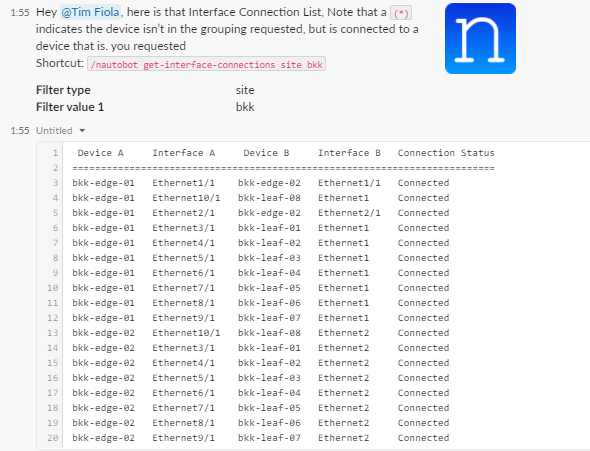 1:55 Hey @Tim Fiola, here is that Interface Connection List, Note that a (*)
indicates the device isn't in the grouping requested, but is connected to a
device that is. you requested
Shortcut: /nautobot get-interface-connections site bkk
n
Filter type site
Filter value 1 bkk
1:55 Untitled
1 Device A Interface A Device B Interface B Connection Status
2 ===============================================================================
3 bkk-edge-01 Ethernet1/1 bkk-edge-02 Ethernet1/1 Connected
4 bkk-edge-01 Ethernet10/1 bkk-leaf-08 Ethernet1 Connected
5 bkk-edge-01 Ethernet2/1 bkk-edge-02 Ethernet2/1 Connected
6 bkk-edge-01 Ethernet3/1 bkk-leaf-01 Ethernet1 Connected
7 bkk-edge-01 Ethernet4/1 bkk-leaf-02 Ethernet1 Connected
8 bkk-edge-01 Ethernet5/1 bkk-leaf-03 Ethernet1 Connected
9 bkk-edge-01 Ethernet6/1 bkk-leaf-04 Ethernet1 Connected
10 bkk-edge-01 Ethernet7/1 bkk-leaf-05 Ethernet1 Connected
11 bkk-edge-01 Ethernet8/1 bkk-leaf-06 Ethernet1 Connected
12 bkk-edge-01 Ethernet9/1 bkk-leaf-07 Ethernet1 Connected
13 bkk-edge-02 Ethernet10/1 bkk-leaf-08 Ethernet2 Connected
14 bkk-edge-02 Ethernet3/1 bkk-leaf-01 Ethernet2 Connected
15 bkk-edge-02 Ethernet4/1 bkk-leaf-02 Ethernet2 Connected
16 bkk-edge-02 Ethernet5/1 bkk-leaf-03 Ethernet2 Connected
17 bkk-edge-02 Ethernet6/1 bkk-leaf-04 Ethernet2 Connected
18 bkk-edge-02 Ethernet7/1 bkk-leaf-05 Ethernet2 Connected
19 bkk-edge-02 Ethernet8/1 bkk-leaf-06 Ethernet2 Connected
20 bkk-edge-02 Ethernet9/1 bkk-leaf-07 Ethernet2 Connected